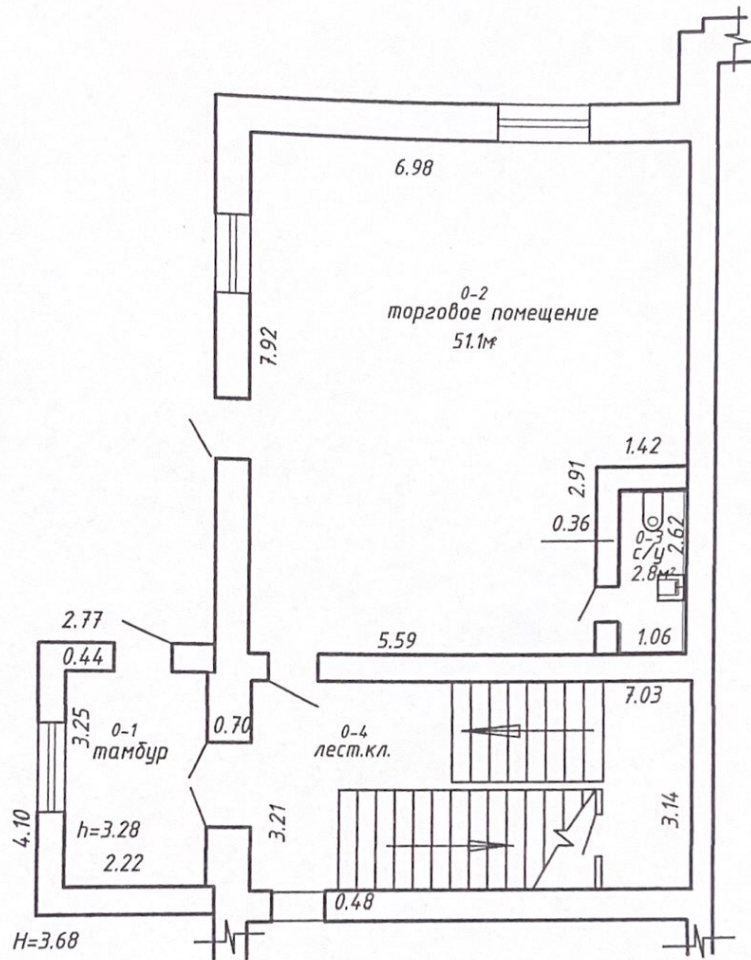 6.98
0-2
торговое помещение
51.1м²
7.92
1.42
2.91
0.36
0-3
с/у
2.8м²
2.62
1.06
2.77
0.44
5.59
7.03
0-1
тамбур
3.25
0.70
0-4
лест.кл.
4.10
h=3.28
2.22
3.21
3.14
0.48
H=3.68